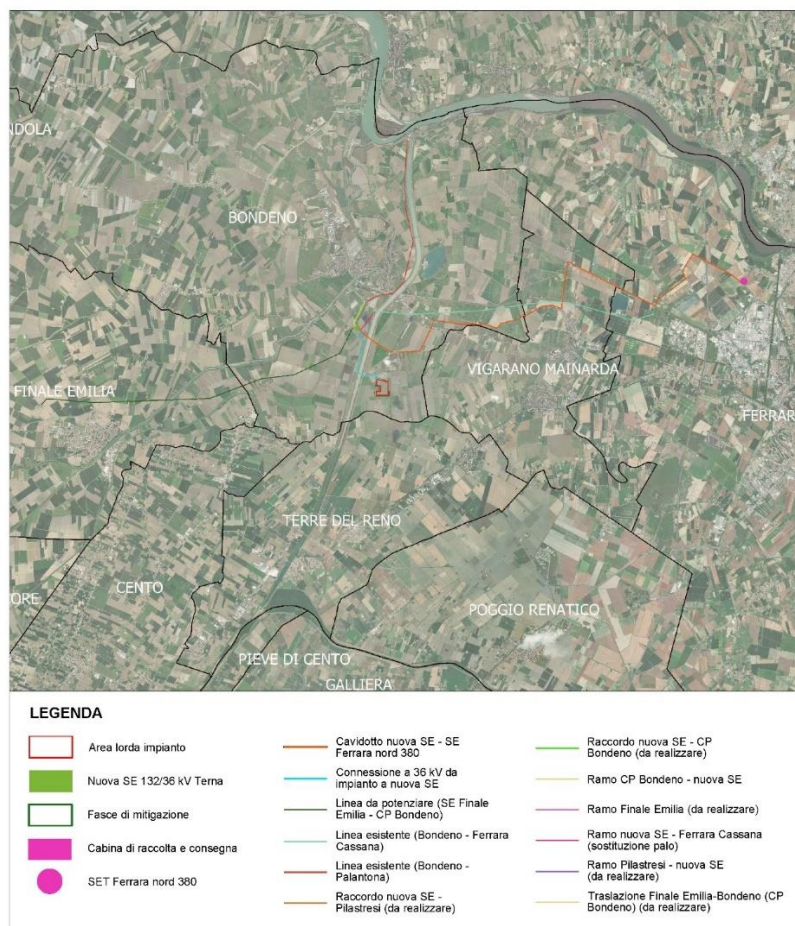 NDOLA
BONDENO
FINALE EMILIA
VIGARANO MAINARDA
FERRAR
TERRE DEL RENO
CENTO
TORE
POGGIO RENATICO
PIEVE DI CENTO
GALLIERA
LEGENDA
Area lorda impianto
Nuova SE 132/36 kV Terna
Fasce di mitigazione
Cabina di raccolta e consegna
SET Ferrara nord 380
Cavidotto nuova SE - SE
Ferrara nord 380
Connessione a 36 kV da
impianto a nuova SE
Linea da potenziare (SE Finale
Emilia - CP Bondeno)
Linea esistente (Bondeno - Ferrara
Cassana)
Linea esistente (Bondeno -
Palantona)
Raccordo nuova SE -
Pilastresi (da realizzare)
Raccordo nuova SE - CP
Bondeno (da realizzare)
Ramo CP Bondeno - nuova SE
Ramo Finale Emilia (da realizzare)
Ramo nuova SE - Ferrara Cassana
(sostituzione palo)
Ramo Pilastresi - nuova SE
(da realizzare)
Traslazione Finale Emilia-Bondeno (CP
Bondeno) (da realizzare)